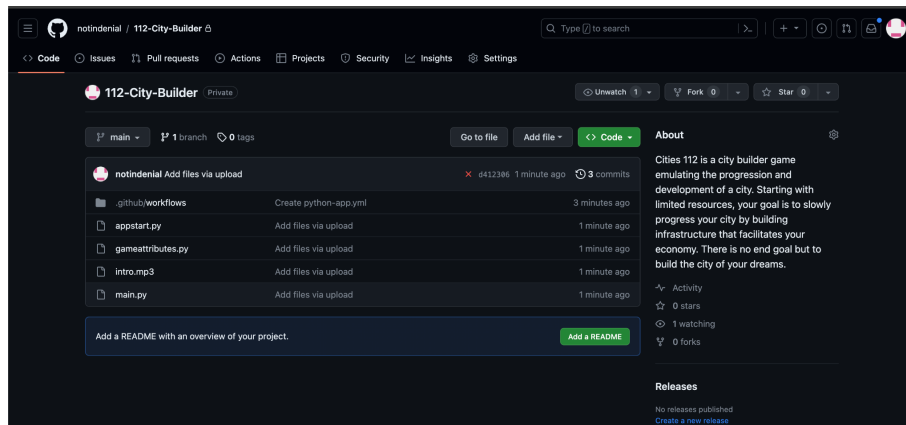 notindenial / 112-City-Builder
Type / to search
Code
Issues
Pull requests
Actions
Projects
Security
Insights
Settings
112-City-Builder Private
Unwatch 1
Fork 0
Star 0
main
1 branch
0 tags
Go to file
Add file
<> Code
notindenial Add files via upload
d412306 1 minute ago
3 commits
.github/workflows Create python-app.yml 3 minutes ago
appstart.py Add files via upload 1 minute ago
gameattributes.py Add files via upload 1 minute ago
intro.mp3 Add files via upload 1 minute ago
main.py Add files via upload 1 minute ago
Add a README with an overview of your project.
Add a README
About
Cities 112 is a city builder game
emulating the progression and
development of a city. Starting with
limited resources, your goal is to slowly
progress your city by building
infrastructure that facilitates your
economy. There is no end goal but to
build the city of your dreams.
Activity
0 stars
1 watching
0 forks
Releases
No releases published
Create a new release